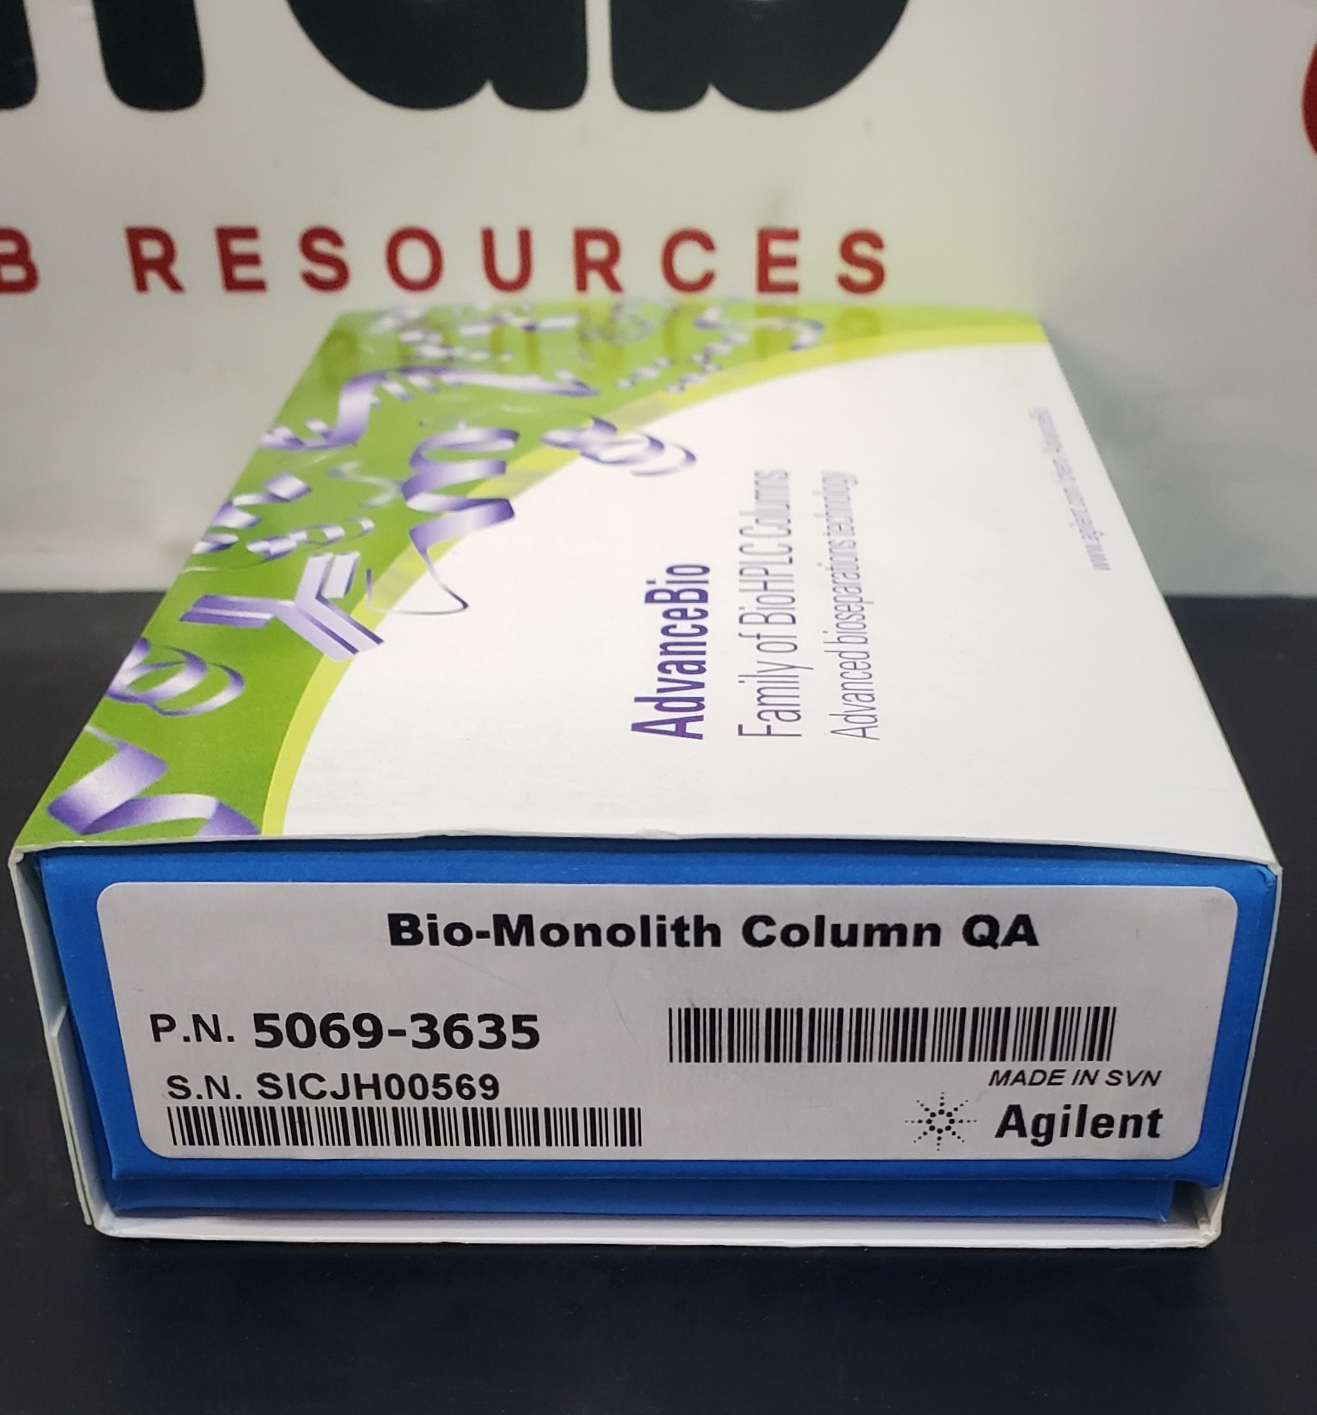 RESOURCES
AdvanceBio
Family of BioHPLC Columns
Advanced bioseparations technology
Bio-Monolith Column QA
P.N. 5069-3635
S.N. SICJH00569
MADE IN SVN
Agilent